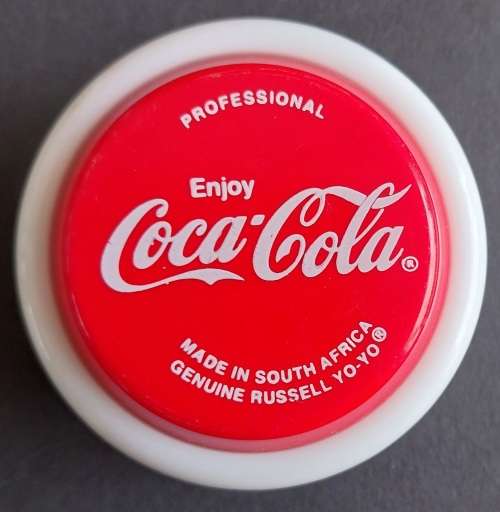 PROFESSIONAL
Enjoy
Coca-Cola®
MADE IN SOUTH AFRICA
GENUINE RUSSELL YO-YO®